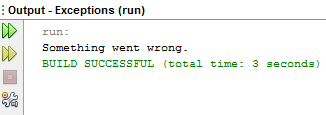 Output - Exceptions (run)
run:
Something went wrong.
BUILD SUCCESSFUL (total time: 3 seconds)